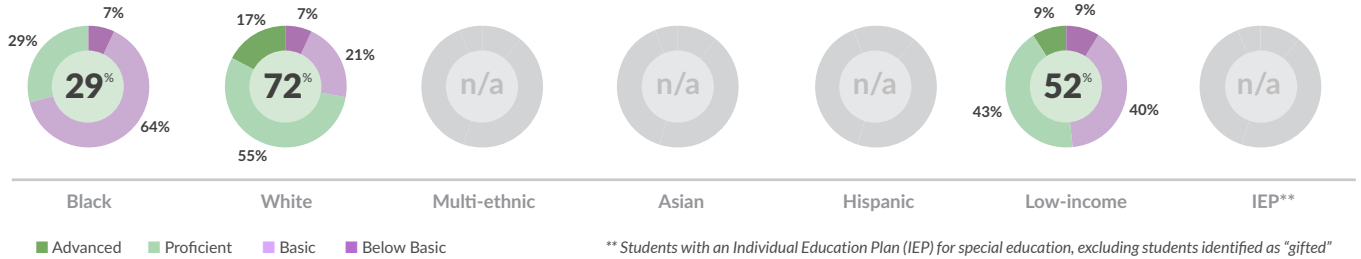 7%
29%
29%
64%
17%
7%
21%
72%
55%
n/a
n/a
n/a
9%
9%
43%
52%
40%
n/a
Black
White
Multi-ethnic
Asian
Hispanic
Low-income
IEP**
Advanced
Proficient
Basic
Below Basic
** Students with an Individual Education Plan (IEP) for special education, excluding students identified as “gifted”